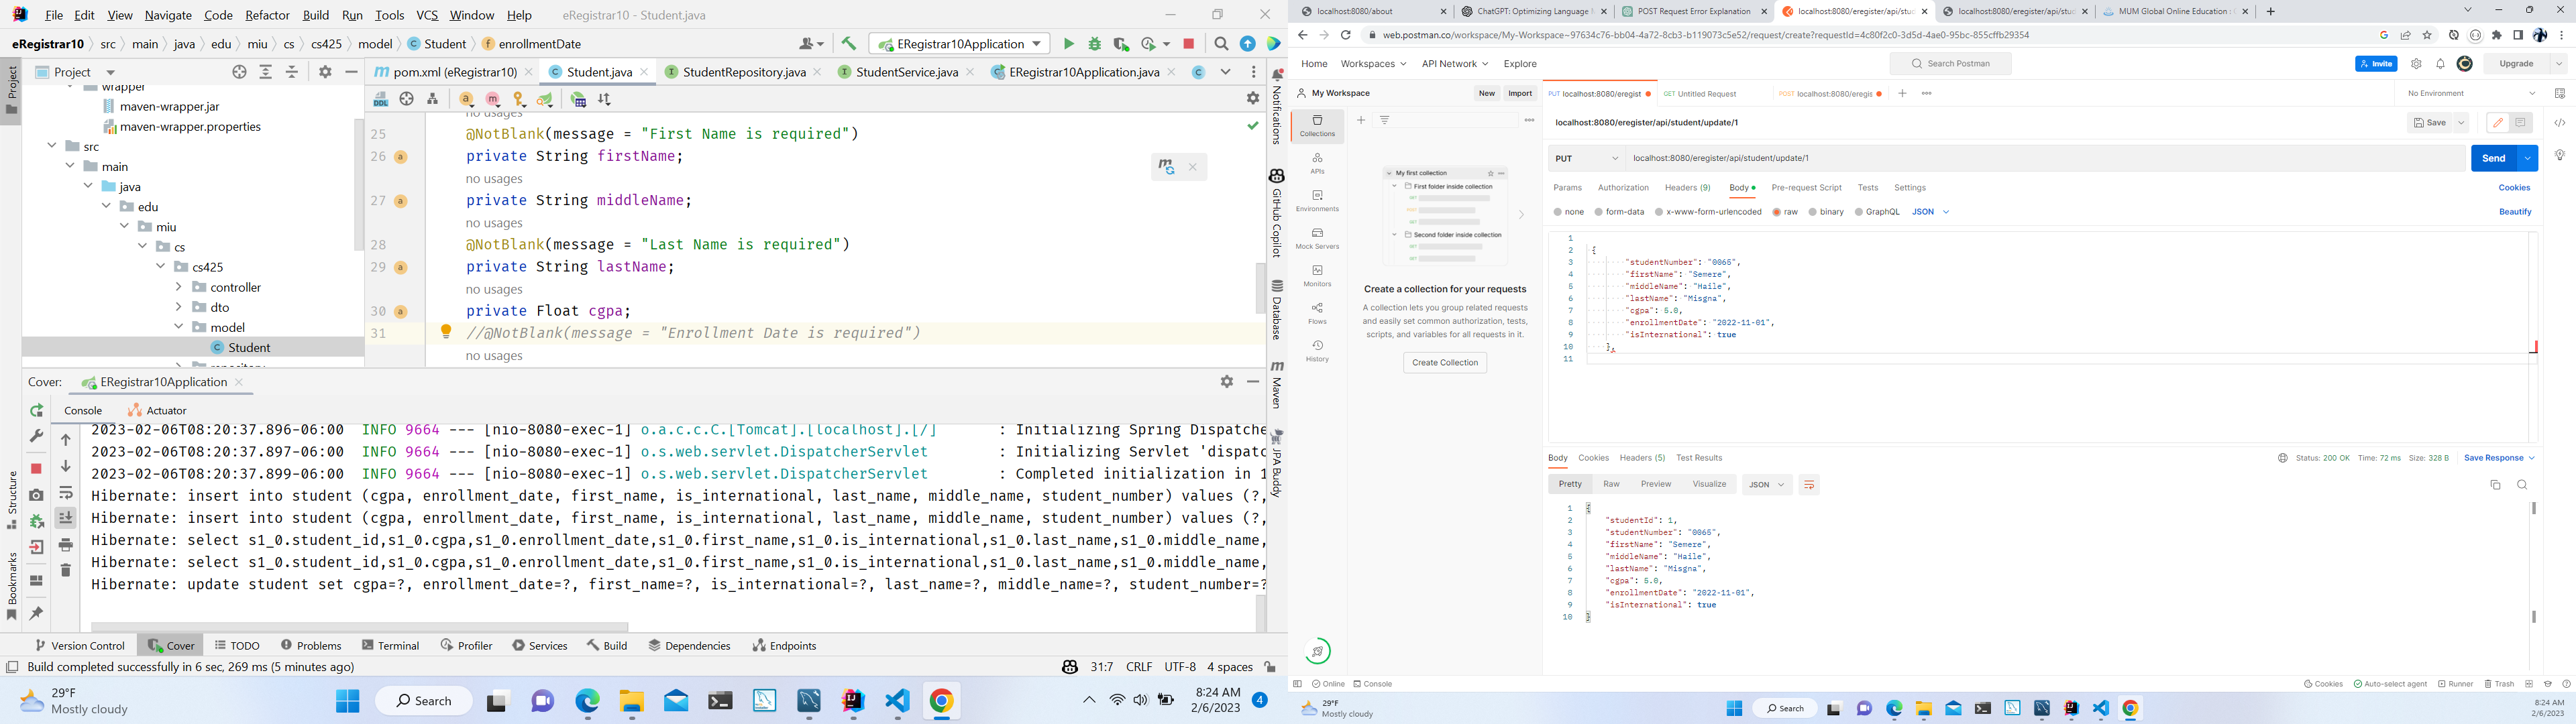 File Edit View Navigate Code Refactor Build Run Tools VCS Window Help eRegistrar10 - Student.java
eRegistrar10 src main java edu miu cs cs425 model Student enrollmentDate
ERegistrar10Application
Project
pom.xml (eRegistrar10) Student.java StudentRepository.java StudentService.java ERegistrar10Application.java
wrapper
maven-wrapper.jar
maven-wrapper.properties
src
main
java
edu
miu
cs
cs425
controller
dto
model
Student
no usages
25 @NotBlank(message = "First Name is required")
26 private String firstName;
no usages
27 private String middleName;
no usages
28 @NotBlank(message = "Last Name is required")
29 private String lastName;
no usages
30 private Float cgpa;
31 //@NotBlank(message = "Enrollment Date is required")
no usages
Project
Structure
Bookmarks
Notifications
GitHub Copilot
Database
Maven
JPA Buddy
Cover: ERegistrar10Application
Console Actuator
2023-02-06T08:20:37.896-06:00 INFO 9664 --- [nio-8080-exec-1] o.a.c.c.C.[Tomcat].[localhost].[/] : Initializing Spring Dispatche
2023-02-06T08:20:37.897-06:00 INFO 9664 --- [nio-8080-exec-1] o.s.web.servlet.DispatcherServlet : Initializing Servlet 'dispatc
2023-02-06T08:20:37.899-06:00 INFO 9664 --- [nio-8080-exec-1] o.s.web.servlet.DispatcherServlet : Completed initialization in 1
Hibernate: insert into student (cgpa, enrollment_date, first_name, is_international, last_name, middle_name, student_number) values (?,
Hibernate: insert into student (cgpa, enrollment_date, first_name, is_international, last_name, middle_name, student_number) values (?,
Hibernate: select s1_0.student_id,s1_0.cgpa,s1_0.enrollment_date,s1_0.first_name,s1_0.is_international,s1_0.last_name,s1_0.middle_name,
Hibernate: select s1_0.student_id,s1_0.cgpa,s1_0.enrollment_date,s1_0.first_name,s1_0.is_international,s1_0.last_name,s1_0.middle_name,
Hibernate: update student set cgpa=?, enrollment_date=?, first_name=?, is_international=?, last_name=?, middle_name=?, student_number=?
Version Control Cover TODO Problems Terminal Profiler Services Build Dependencies Endpoints
Build completed successfully in 6 sec, 269 ms (5 minutes ago) 31:7 CRLF UTF-8 4 spaces
29°F
Mostly cloudy
Search
8:24 AM
2/6/2023
4
localhost:8080/about ChatGPT: Optimizing Language POST Request Error Explanation localhost:8080/eregister/api/stud localhost:8080/eregister/api/stud MUM Global Online Education :
web.postman.co/workspace/My-Workspace~97634c76-bb04-4a72-8cb3-b119073c5e52/request/create?requestId=4c80f2c0-3d5d-4ae0-95bc-855cffb29354
Home Workspaces API Network Explore Search Postman Invite Upgrade
My Workspace New Import PUT localhost:8080/eregist GET Untitled Request POST localhost:8080/eregis No Environment
Collections
APIs
Environments
Mock Servers
Monitors
Flows
History
My first collection
First folder inside collection
Second folder inside collection
Create a collection for your requests
A collection lets you group related requests
and easily set common authorization, tests,
scripts, and variables for all requests in it.
Create Collection
localhost:8080/eregister/api/student/update/1 Save
PUT localhost:8080/eregister/api/student/update/1 Send
Params Authorization Headers (9) Body Pre-request Script Tests Settings Cookies
none form-data x-www-form-urlencoded raw binary GraphQL JSON Beautify
1
2 {
3 "studentNumber": "0065",
4 "firstName": "Semere",
5 "middleName": "Haile",
6 "lastName": "Misgna",
7 "cgpa": 5.0,
8 "enrollmentDate": "2022-11-01",
9 "isInternational": true
10 },
11
Body Cookies Headers (5) Test Results Status: 200 OK Time: 72 ms Size: 328 B Save Response
Pretty Raw Preview Visualize JSON
1 {
2 "studentId": 1,
3 "studentNumber": "0065",
4 "firstName": "Semere",
5 "middleName": "Haile",
6 "lastName": "Misgna",
7 "cgpa": 5.0,
8 "enrollmentDate": "2022-11-01",
9 "isInternational": true
10 }
Online Console Cookies Auto-select agent Runner Trash
29°F
Mostly cloudy
Search
8:24 AM
2/6/2023